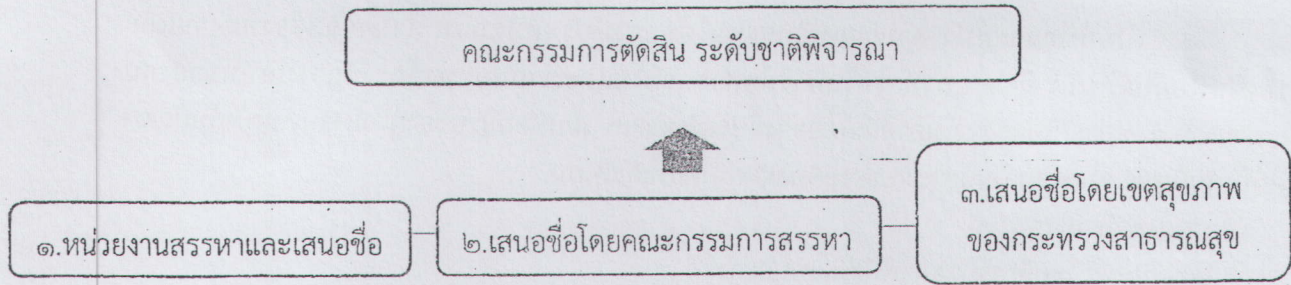 คณะกรรมการตัดสิน ระดับชาติพิจารณา
๑.หน่วยงานสรรหาและเสนอชื่อ
๒.เสนอชื่อโดยคณะกรรมการสรรหา
๓.เสนอชื่อโดยเขตสุขภาพ
ของกระทรวงสาธารณสุข